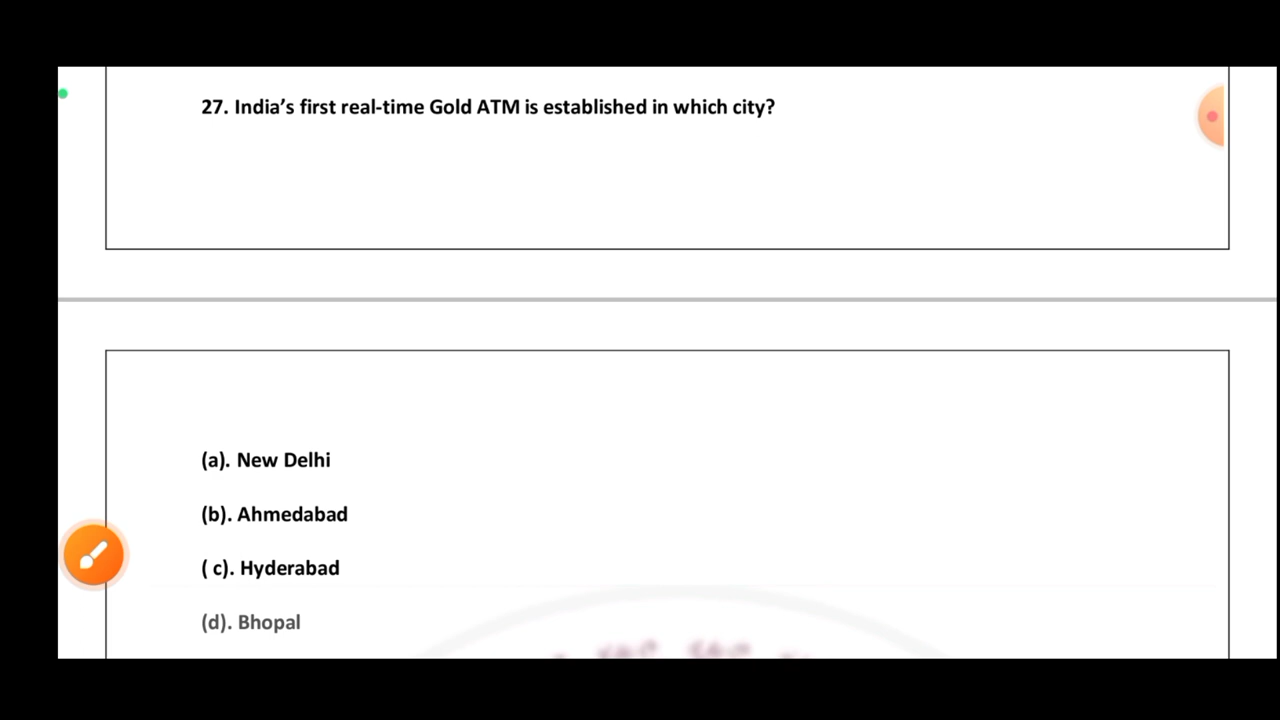 27. India’s first real-time Gold ATM is established in which city?
(a). New Delhi
(b). Ahmedabad
( c). Hyderabad
(d). Bhopal